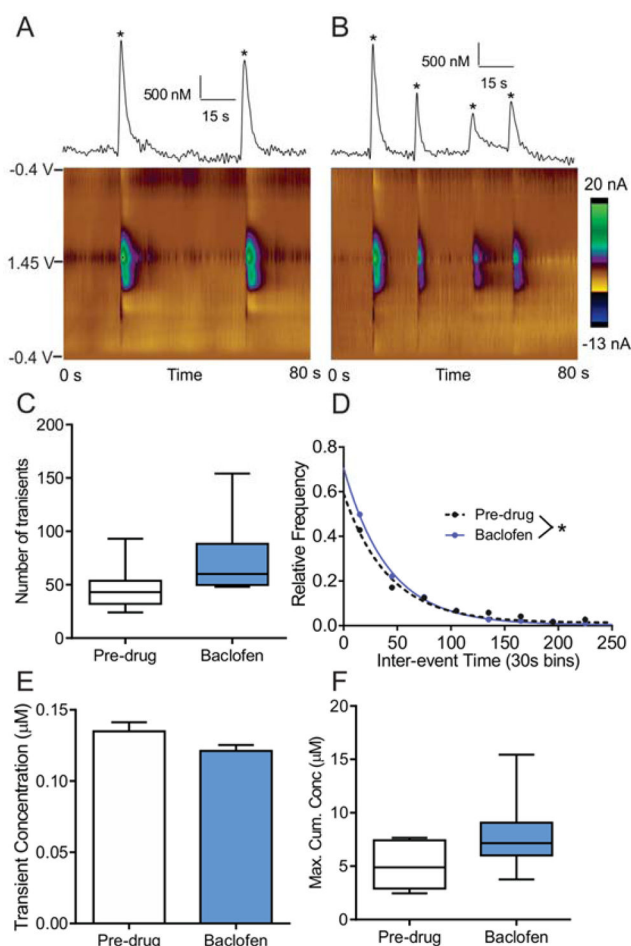 A
B
*
*
*
*
*
*
500 nM
15 s
500 nM
15 s
-0.4 V
1.45 V
-0.4 V
0 s
Time
80 s
0 s
Time
80 s
20 nA
-13 nA
C
Number of tranisents
200
150
100
50
0
Pre-drug
Baclofen
D
Relative Frequency
0.8
0.6
0.4
0.2
0.0
Pre-drug
Baclofen
*
0
50
100
150
200
250
Inter-event Time (30s bins)
E
Transient Concentration (μM)
0.15
0.10
0.05
0.00
Pre-drug
Baclofen
F
Max. Cum. Conc (μM)
20
15
10
5
0
Pre-drug
Baclofen